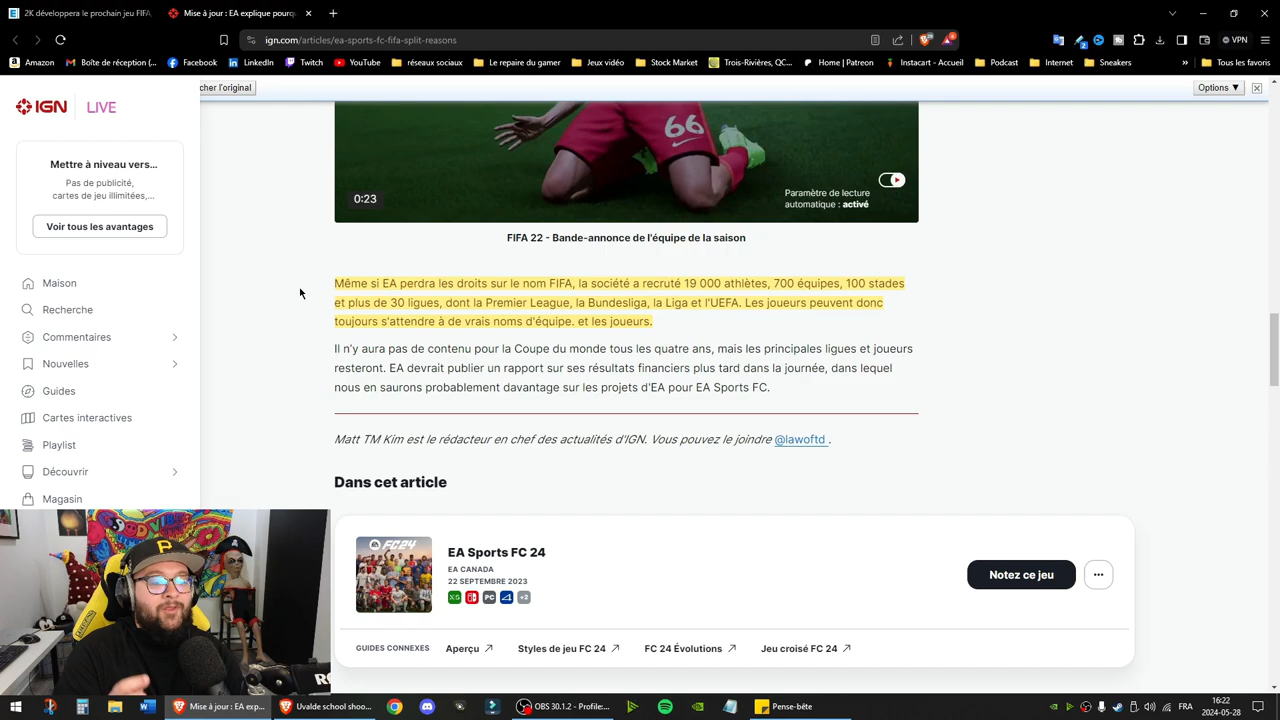 2K développera le prochain jeu FIFA
Mise à jour : EA explique pourq
ign.com/articles/ea-sports-fc-fifa-split-reasons
VPN
Amazon
Boîte de réception (...
Facebook
LinkedIn
Twitch
YouTube
réseaux sociaux
Le repaire du gamer
Jeux vidéo
Stock Market
Trois-Rivières, QC...
Home | Patreon
Instacart - Accueil
Podcast
Internet
Sneakers
»
Tous les favoris
cher l'original
Options ▼
IGN LIVE
Mettre à niveau vers...
Pas de publicité,
cartes de jeu illimitées,...
Voir tous les avantages
Maison
Recherche
Commentaires
Nouvelles
Guides
Cartes interactives
Playlist
Découvrir
Magasin
66
0:23
Paramètre de lecture
automatique : activé
FIFA 22 - Bande-annonce de l'équipe de la saison
Même si EA perdra les droits sur le nom FIFA, la société a recruté 19 000 athlètes, 700 équipes, 100 stades
et plus de 30 ligues, dont la Premier League, la Bundesliga, la Liga et l'UEFA. Les joueurs peuvent donc
toujours s'attendre à de vrais noms d'équipe. et les joueurs.
Il n'y aura pas de contenu pour la Coupe du monde tous les quatre ans, mais les principales ligues et joueurs
resteront. EA devrait publier un rapport sur ses résultats financiers plus tard dans la journée, dans lequel
nous en saurons probablement davantage sur les projets d'EA pour EA Sports FC.
Matt TM Kim est le rédacteur en chef des actualités d'IGN. Vous pouvez le joindre @lawoftd .
Dans cet article
FC24
EA Sports FC 24
EA CANADA
22 SEPTEMBRE 2023
PC
+2
Notez ce jeu
GUIDES CONNEXES
Aperçu
Styles de jeu FC 24
FC 24 Évolutions
Jeu croisé FC 24
Mise à jour : EA exp...
Uvalde school shoo...
OBS 30.1.2 - Profile:...
Pense-bête
FRA
16:22
2024-05-28